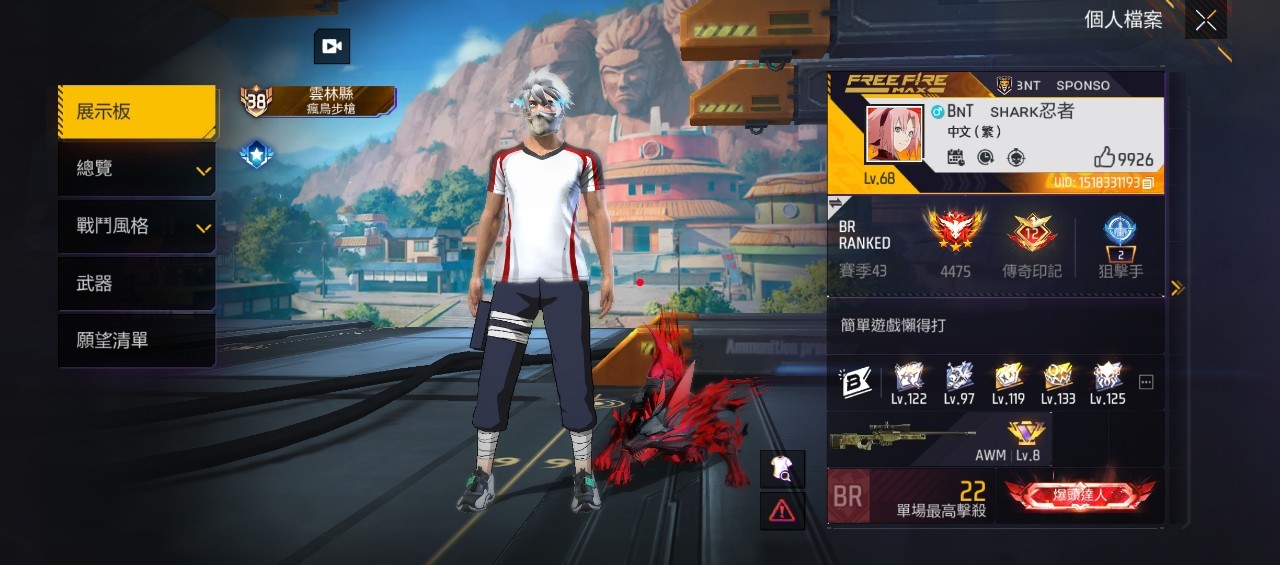 個人檔案
展示板
總覽
戰鬥風格
武器
願望清單
38
雲林縣
瘋鳥步槍
FREE FIRE
MAX
BNT SPONSO
BNT SHARK忍者
中文(繁)
9926
Lv.68
UID: 1518331193
BR
RANKED
賽季43
4475
12
傳奇印記
2
狙擊手
簡單遊戲懶得打
Lv.122
Lv.97
Lv.119
Lv.133
Lv.125
AWM Lv.8
BR
22
單場最高擊殺
爆頭達人
99